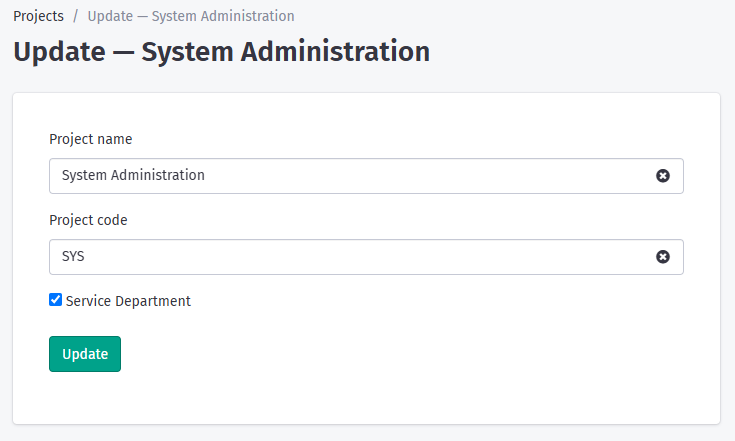 Projects / Update — System Administration
Update — System Administration
Project name
System Administration
Project code
SYS
Service Department
Update